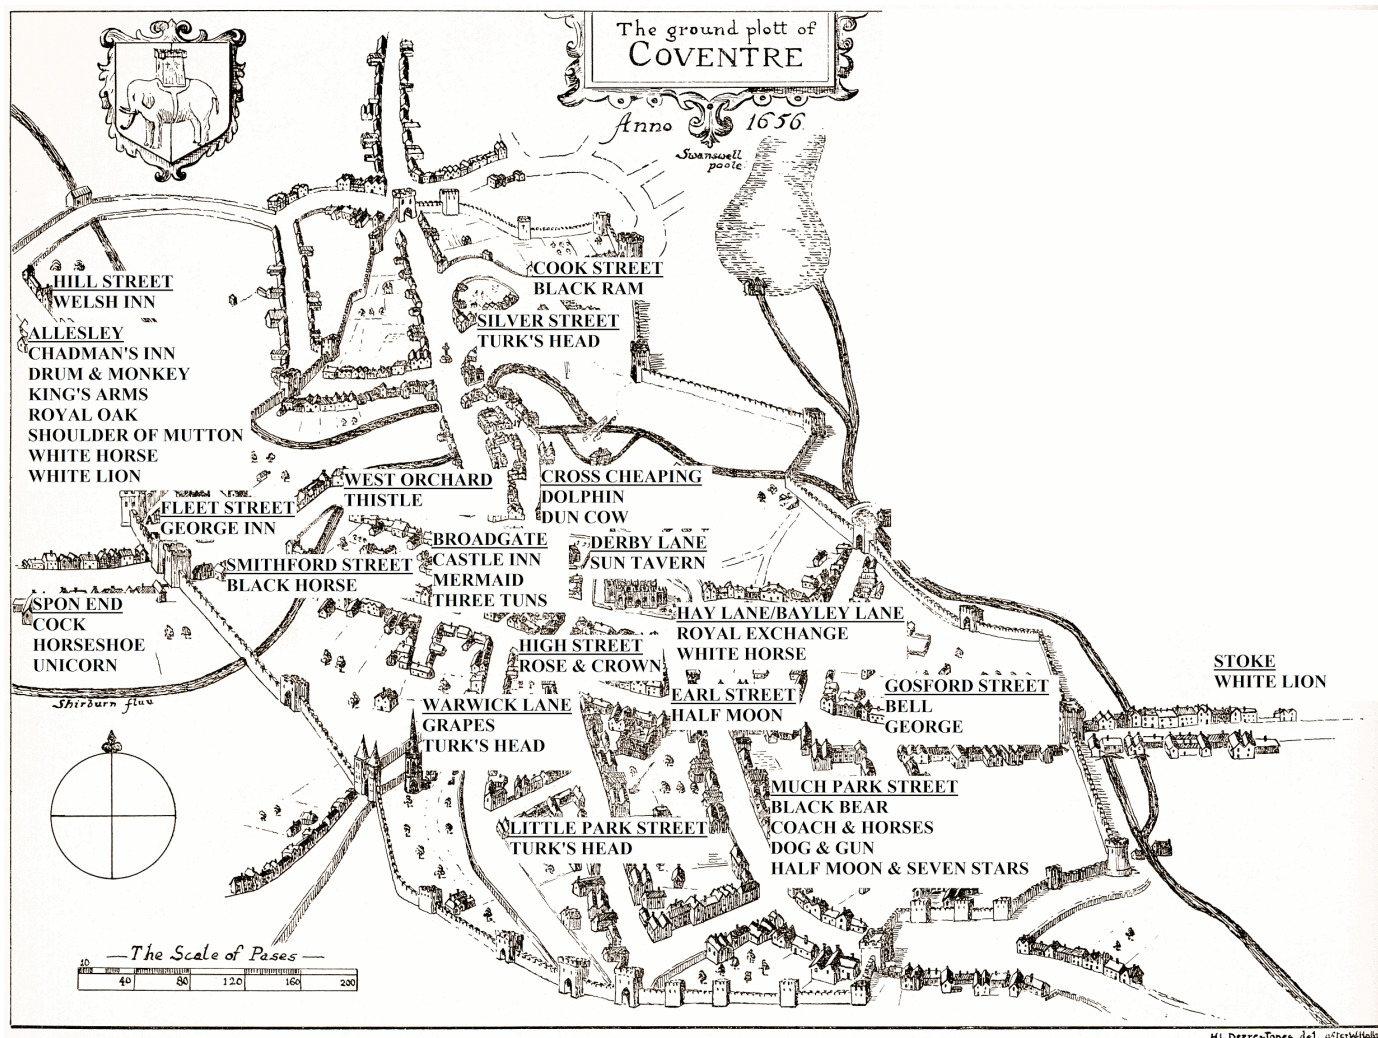 The ground plott of
COVENTRE
Anno 1656.
Swanswell
poole
HILL STREET
WELSH INN
COOK STREET
BLACK RAM
SILVER STREET
TURK'S HEAD
ALLESLEY
CHADMAN'S INN
DRUM & MONKEY
KING'S ARMS
ROYAL OAK
SHOULDER OF MUTTON
WHITE HORSE
WHITE LION
WEST ORCHARD
THISTLE
CROSS CHEAPING
DOLPHIN
DUN COW
FLEET STREET
GEORGE INN
BROADGATE
CASTLE INN
MERMAID
THREE TUNS
DERBY LANE
SUN TAVERN
SMITHFORD STREET
BLACK HORSE
SPON END
COCK
HORSESHOE
UNICORN
HAY LANE/BAYLEY LANE
ROYAL EXCHANGE
WHITE HORSE
HIGH STREET
ROSE & CROWN
STOKE
WHITE LION
EARL STREET
HALF MOON
GOSFORD STREET
BELL
GEORGE
WARWICK LANE
GRAPES
TURK'S HEAD
Shirburn fluu
MUCH PARK STREET
BLACK BEAR
COACH & HORSES
DOG & GUN
HALF MOON & SEVEN STARS
LITTLE PARK STREET
TURK'S HEAD
The Scale of Pases
10
40 80 120 160 200